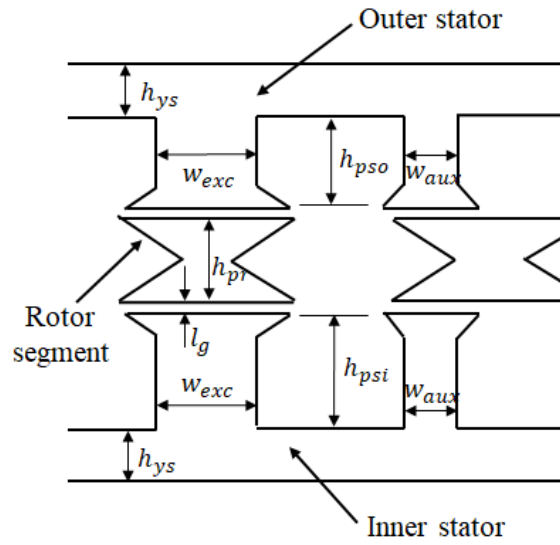 Outer stator
h_ys
w_exc
h_pso
w_aux
h_pr
Rotor
segment
l_g
w_exc
h_psi
w_aux
h_ys
Inner stator